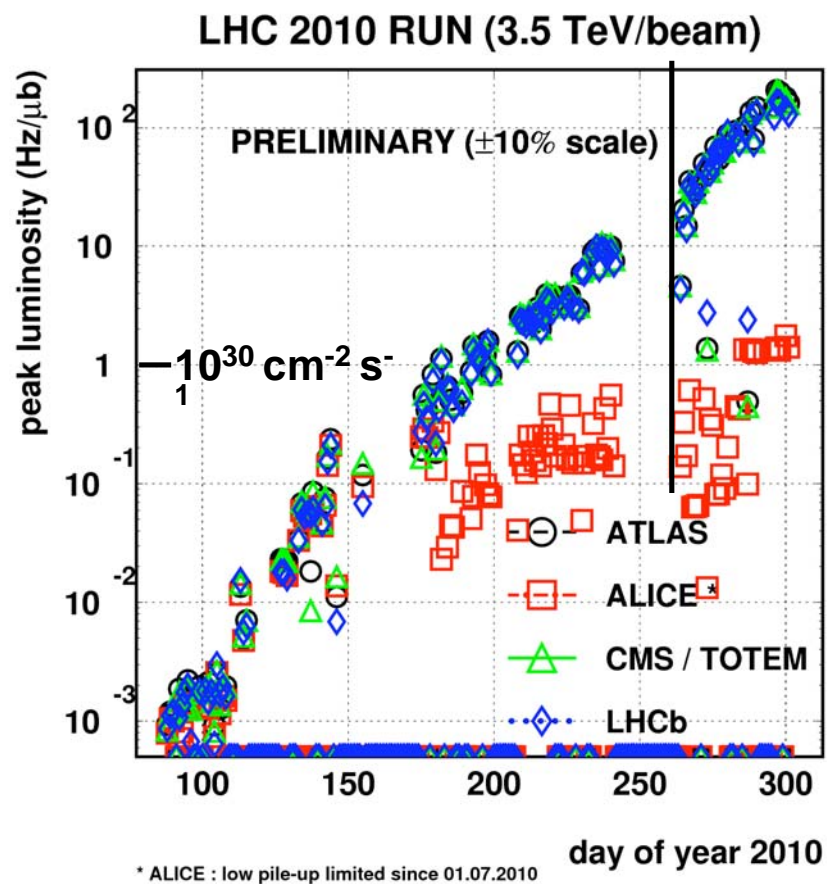 LHC 2010 RUN (3.5 TeV/beam)
peak luminosity (Hz/μb)
10 2
PRELIMINARY (±10% scale)
10
1
10 30 cm-2 s-
1
10 -1
10 -2
10 -3
ATLAS
ALICE *
CMS / TOTEM
LHCb
100 150 200 250 300
day of year 2010
* ALICE : low pile-up limited since 01.07.2010